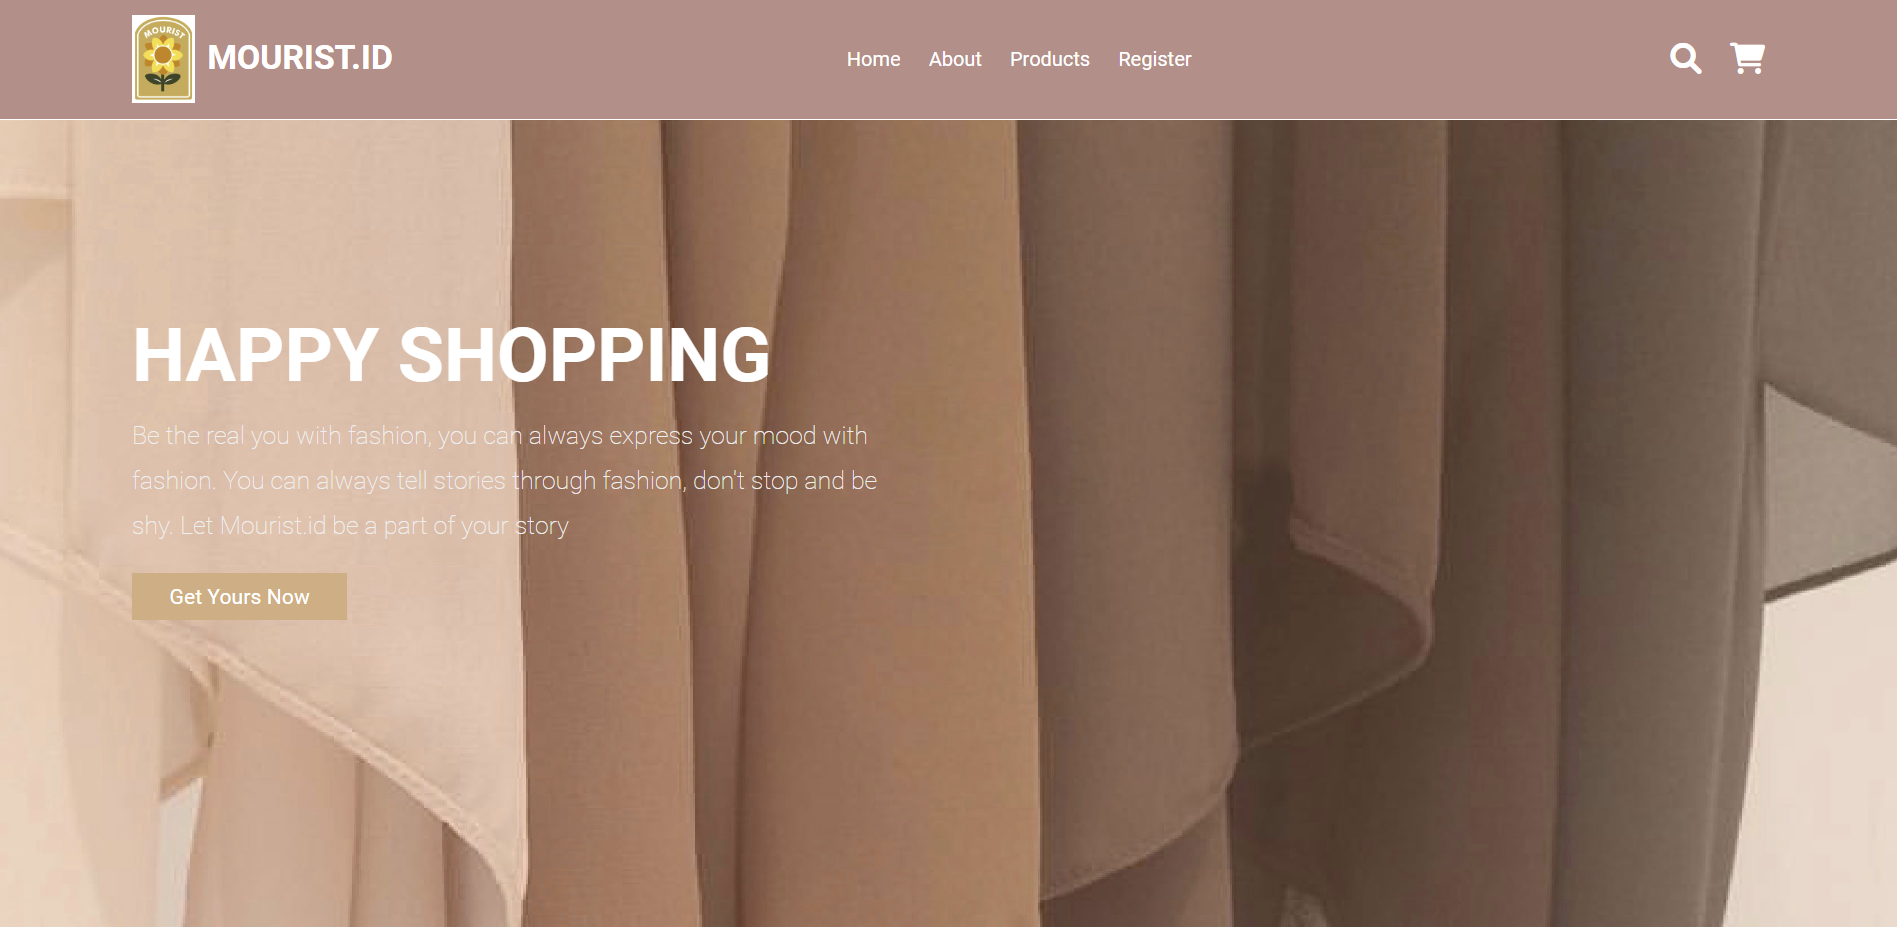 MOURIST
MOURIST.ID
Home About Products Register
HAPPY SHOPPING
Be the real you with fashion, you can always express your mood with
fashion. You can always tell stories through fashion, don't stop and be
shy. Let Mourist.id be a part of your story
Get Yours Now